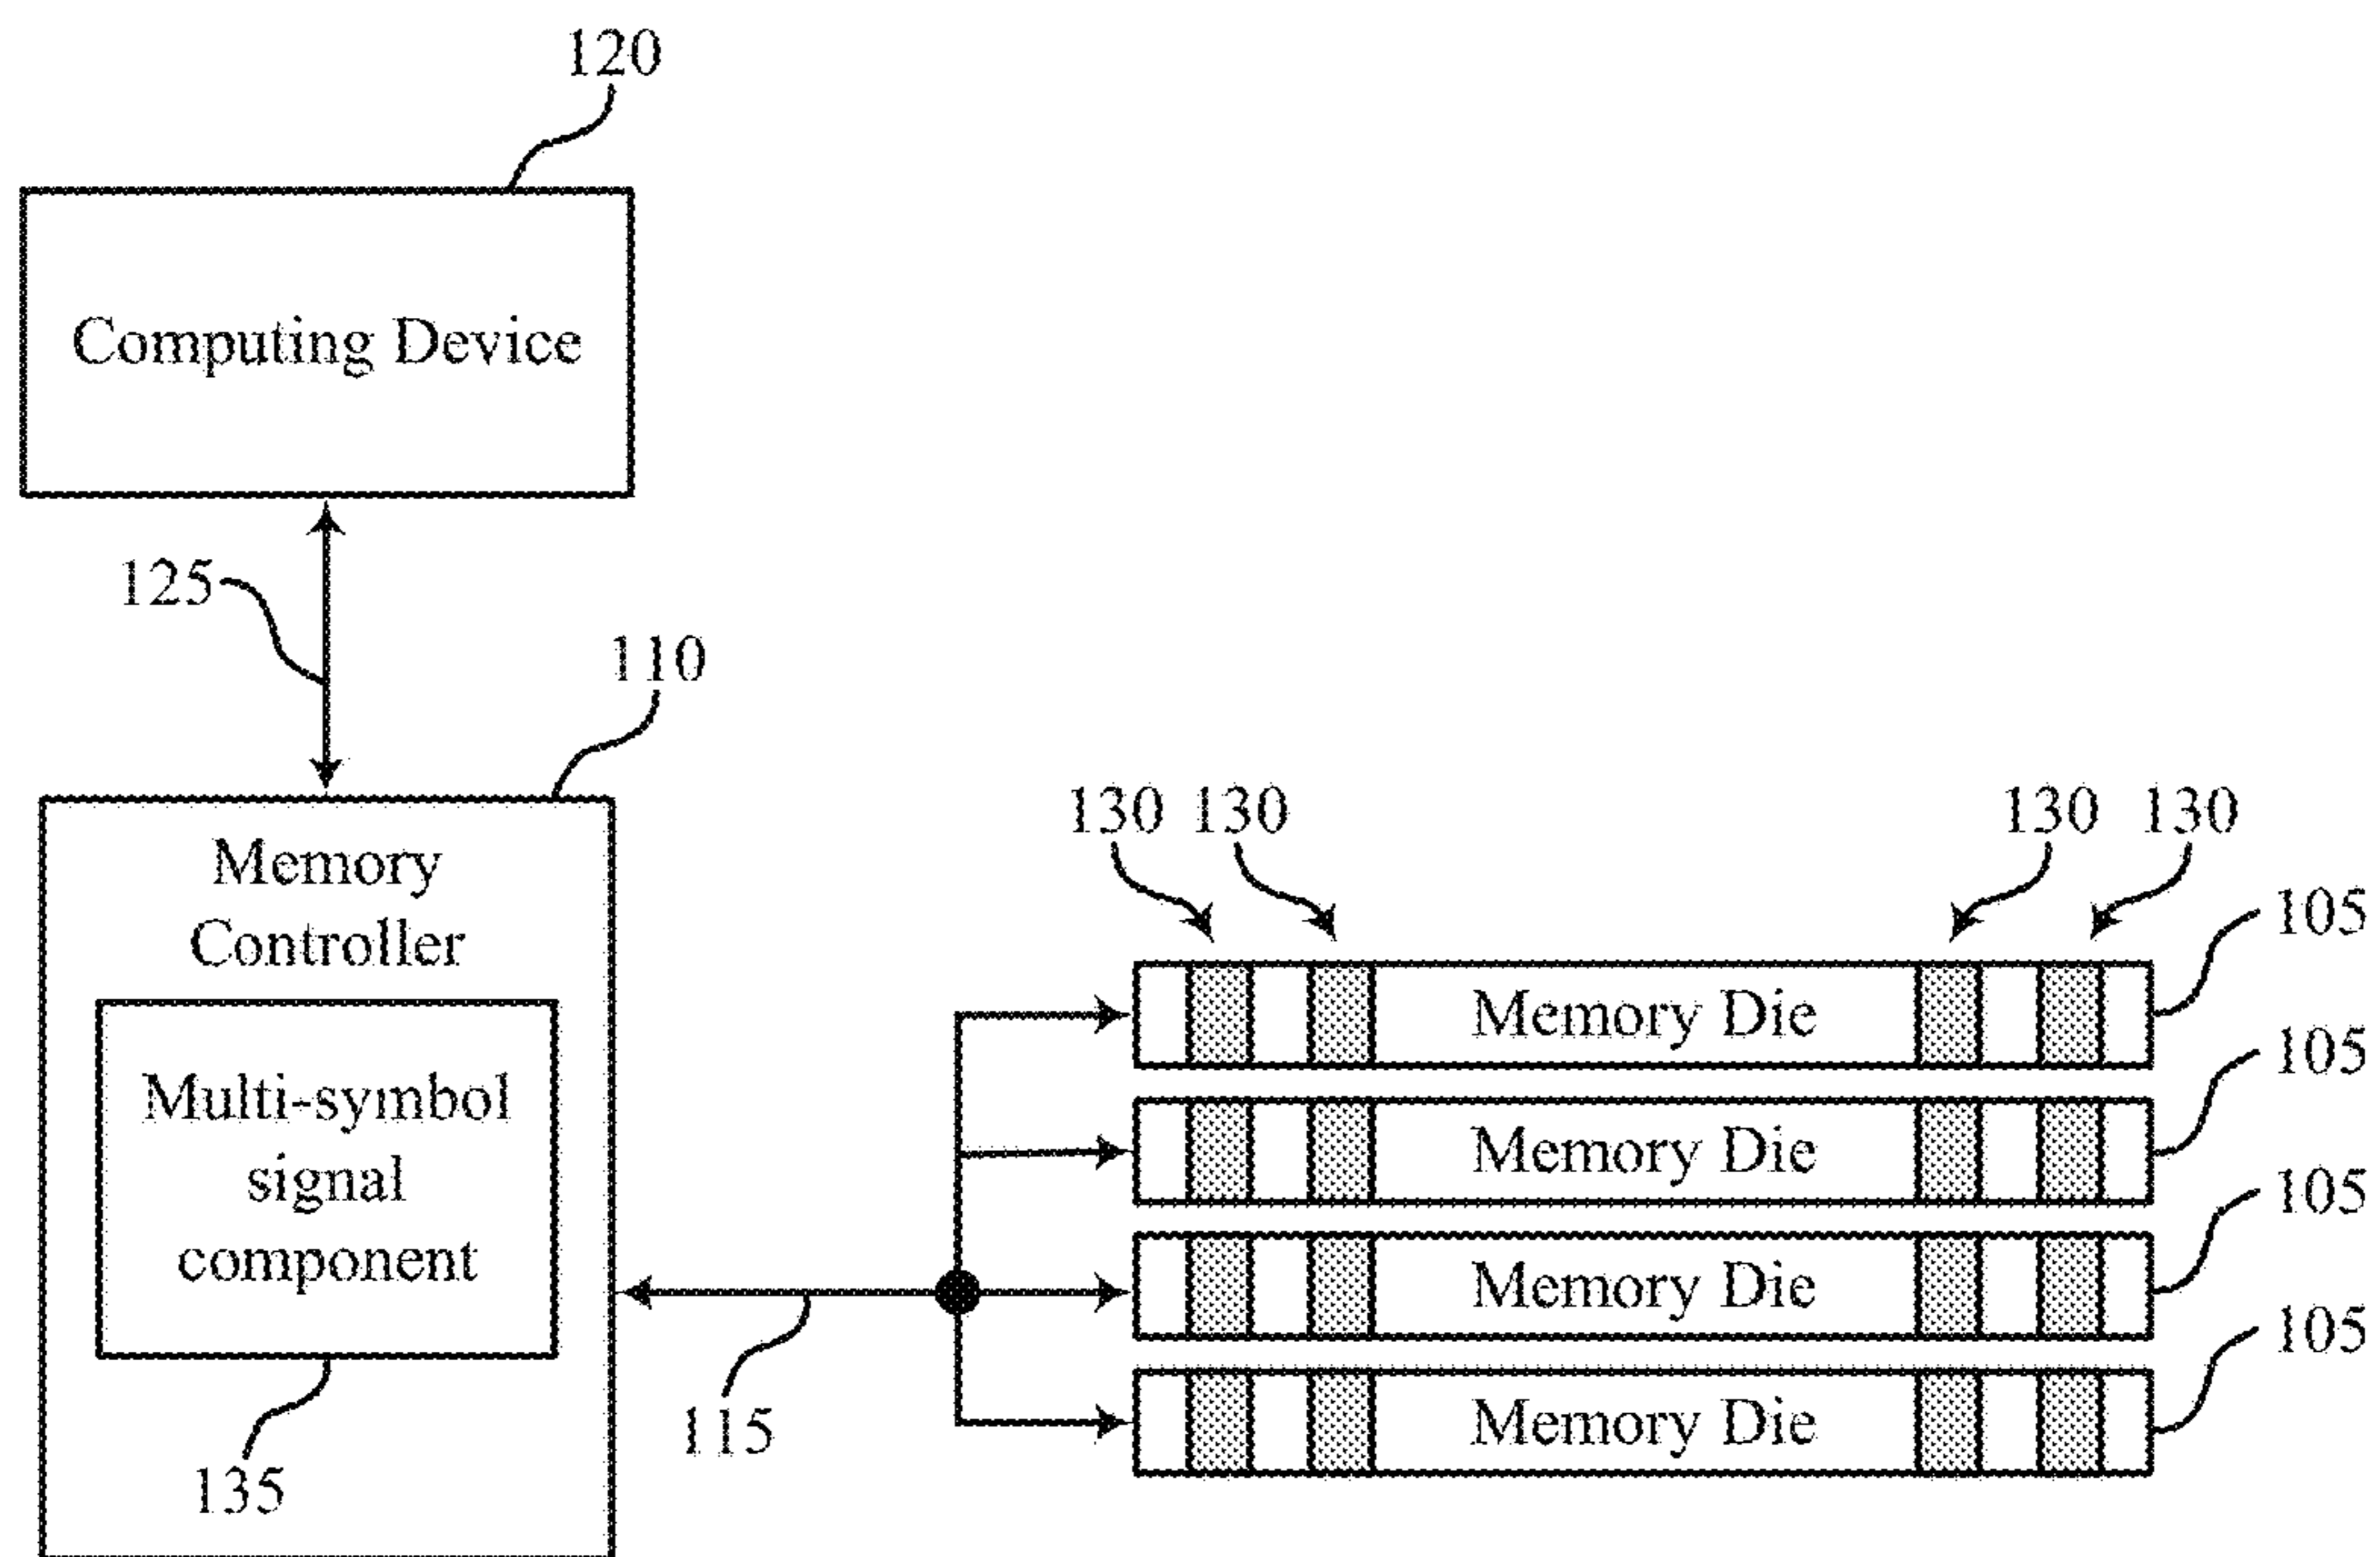 120
Computing Device
125
110
Memory
Controller
Multi-symbol
signal
component
135
115
130 130 130 130
105
Memory Die
105
Memory Die
105
Memory Die
105
Memory Die